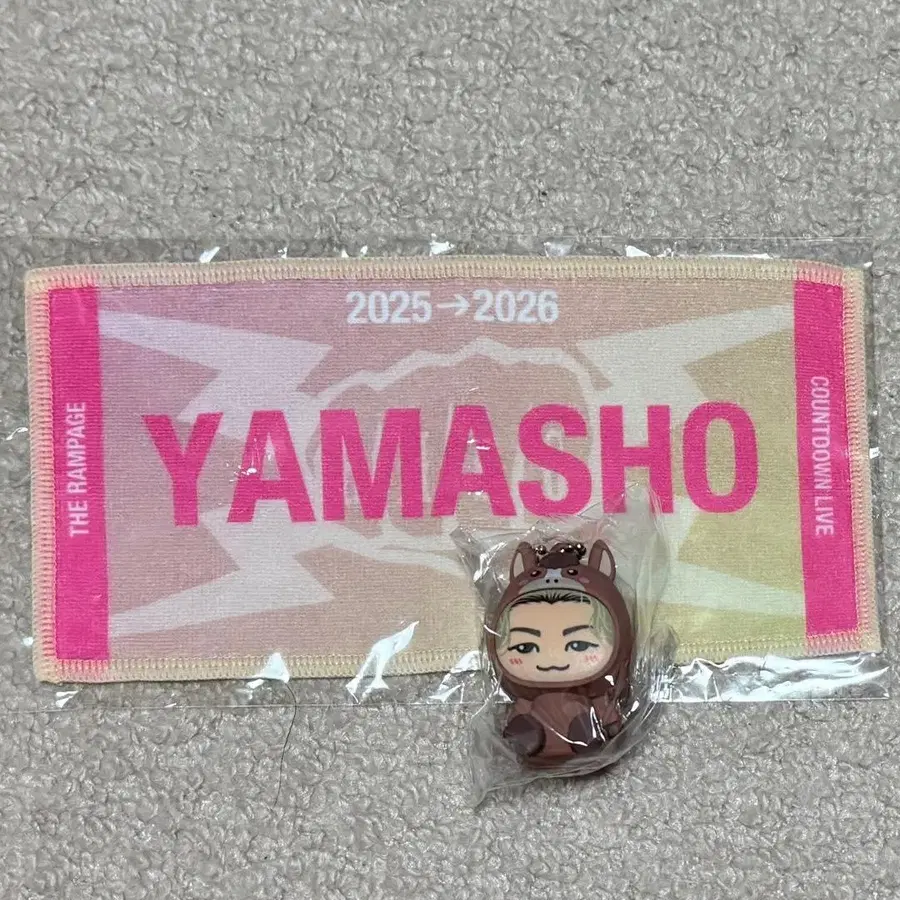 2025→2026
YAMASHO
THE RAMPAGE
COUNTDOWN LIVE